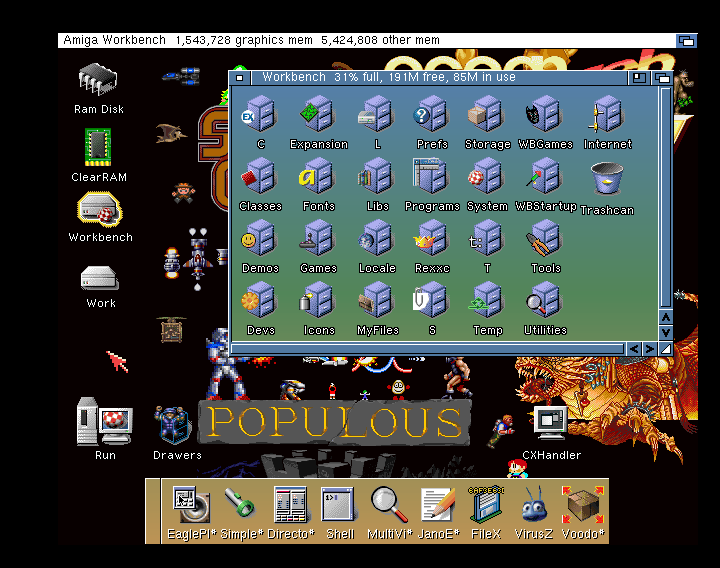 Amiga Workbench 1,543,728 graphics mem 5,424,808 other mem
ocean
Workbench 31% full, 191M free, 85M in use
Ram Disk
ClearRAM
Workbench
Work
Run
Drawers
C Expansion L Prefs Storage WBGames Internet
EX
?
Classes Fonts Libs Programs System WBStartup Trashcan
a
Demos Games Locale Rexxc T Tools
t:
Devs Icons MyFiles S Temp Utilities
POPULOUS
CXHandler
1>
EaglePl* Simple* Directo* Shell MultiVi* JanoE* FileX VirusZ Voodo*